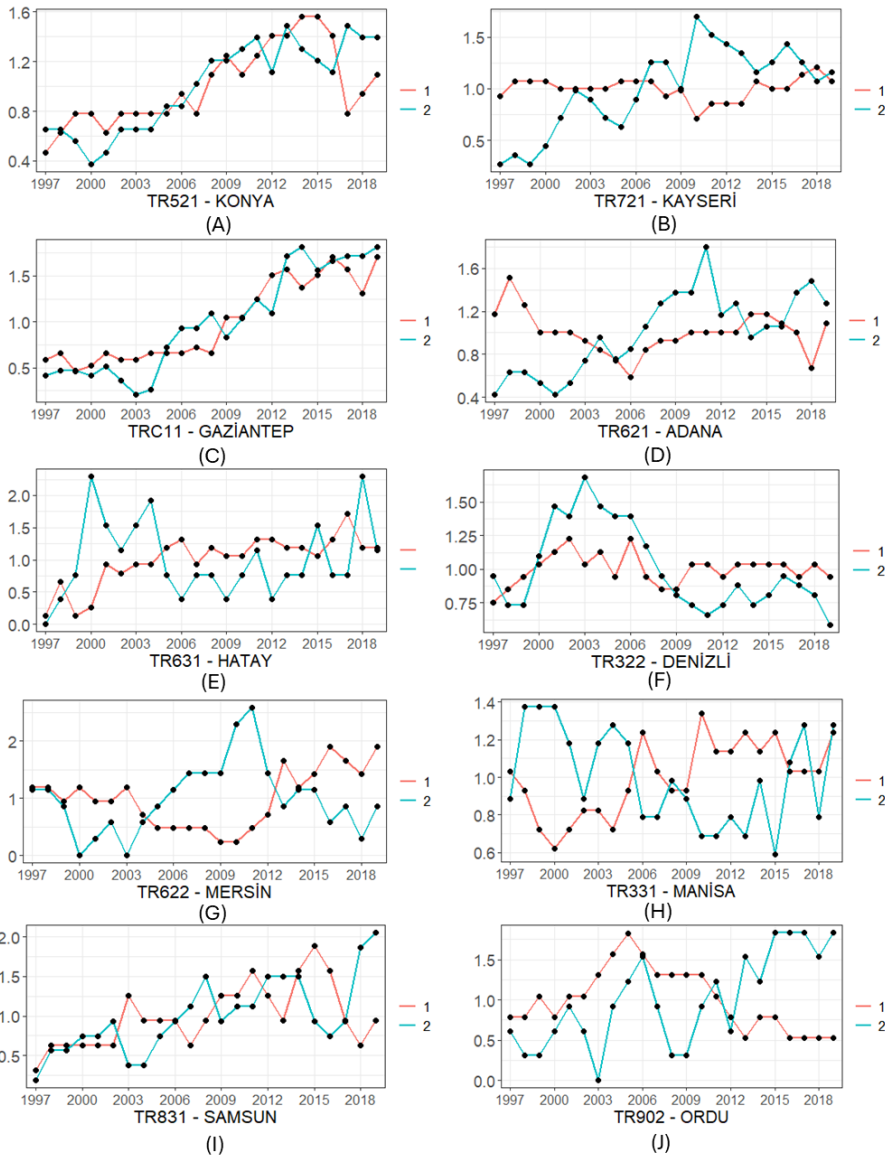 1.6
1.2
0.8
0.4
1
2
1997 2000 2003 2006 2009 2012 2015 2018
TR521 - KONYA
(A)
1.5
1.0
0.5
1
2
1997 2000 2003 2006 2009 2012 2015 2018
TR721 - KAYSERİ
(B)
1.5
1.0
0.5
1
2
1997 2000 2003 2006 2009 2012 2015 2018
TRC11 - GAZİANTEP
(C)
1.6
1.2
0.8
0.4
1
2
1997 2000 2003 2006 2009 2012 2015 2018
TR621 - ADANA
(D)
2.0
1.5
1.0
0.5
0.0
1997 2000 2003 2006 2009 2012 2015 2018
TR631 - HATAY
(E)
1.50
1.25
1.00
0.75
1
2
1997 2000 2003 2006 2009 2012 2015 2018
TR322 - DENİZLİ
(F)
2
1
0
1
2
1997 2000 2003 2006 2009 2012 2015 2018
TR622 - MERSİN
(G)
1.4
1.2
1.0
0.8
0.6
1
2
1997 2000 2003 2006 2009 2012 2015 2018
TR331 - MANİSA
(H)
2.0
1.5
1.0
0.5
1
2
1997 2000 2003 2006 2009 2012 2015 2018
TR831 - SAMSUN
(I)
1.5
1.0
0.5
0.0
1
2
1997 2000 2003 2006 2009 2012 2015 2018
TR902 - ORDU
(J)